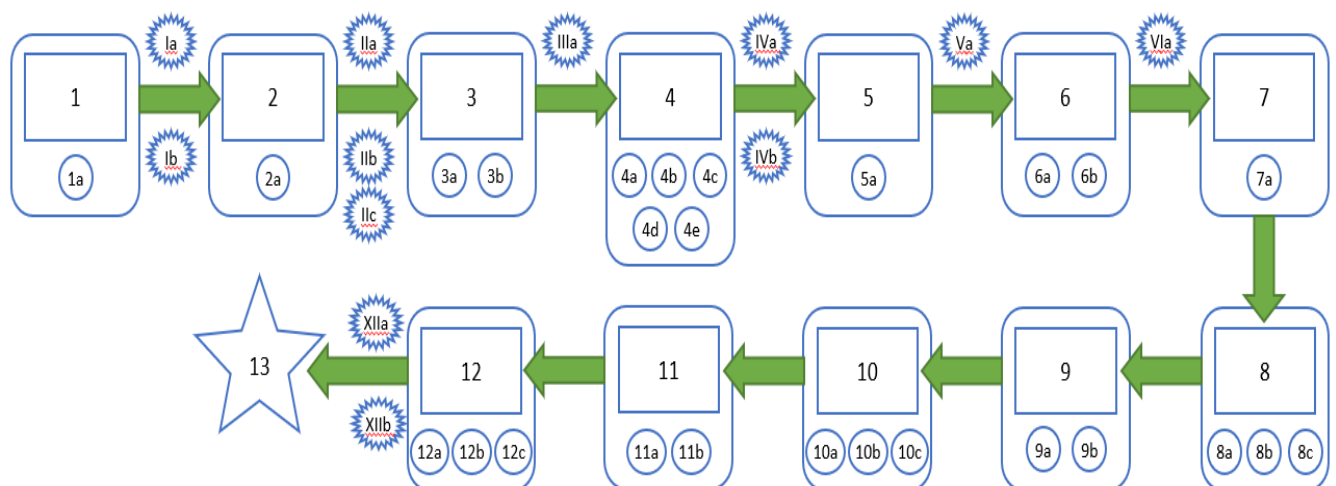 Ia
IIa
IIIa
IVa
Va
VIa
1
2
3
4
5
6
7
Ib
IIb
IVb
1a
2a
3a 3b
4a 4b 4c
5a
6a 6b
7a
IIc
4d 4e
XIIa
13
12
11
10
9
8
XIIb
12a 12b 12c
11a 11b
10a 10b 10c
9a 9b
8a 8b 8c